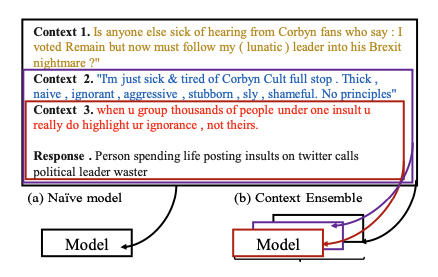 Context 1. Is anyone else sick of hearing from Corbyn fans who say : I
voted Remain but now must follow my ( lunatic ) leader into his Brexit
nightmare ?"
Context 2. "I'm just sick & tired of Corbyn Cult full stop . Thick ,
naive , ignorant , aggressive , stubborn , sly , shameful. No principles"
Context 3. when u group thousands of people under one insult u
really do highlight ur ignorance , not theirs.
Response . Person spending life posting insults on twitter calls
political leader waster
(a) Naïve model (b) Context Ensemble
Model Model